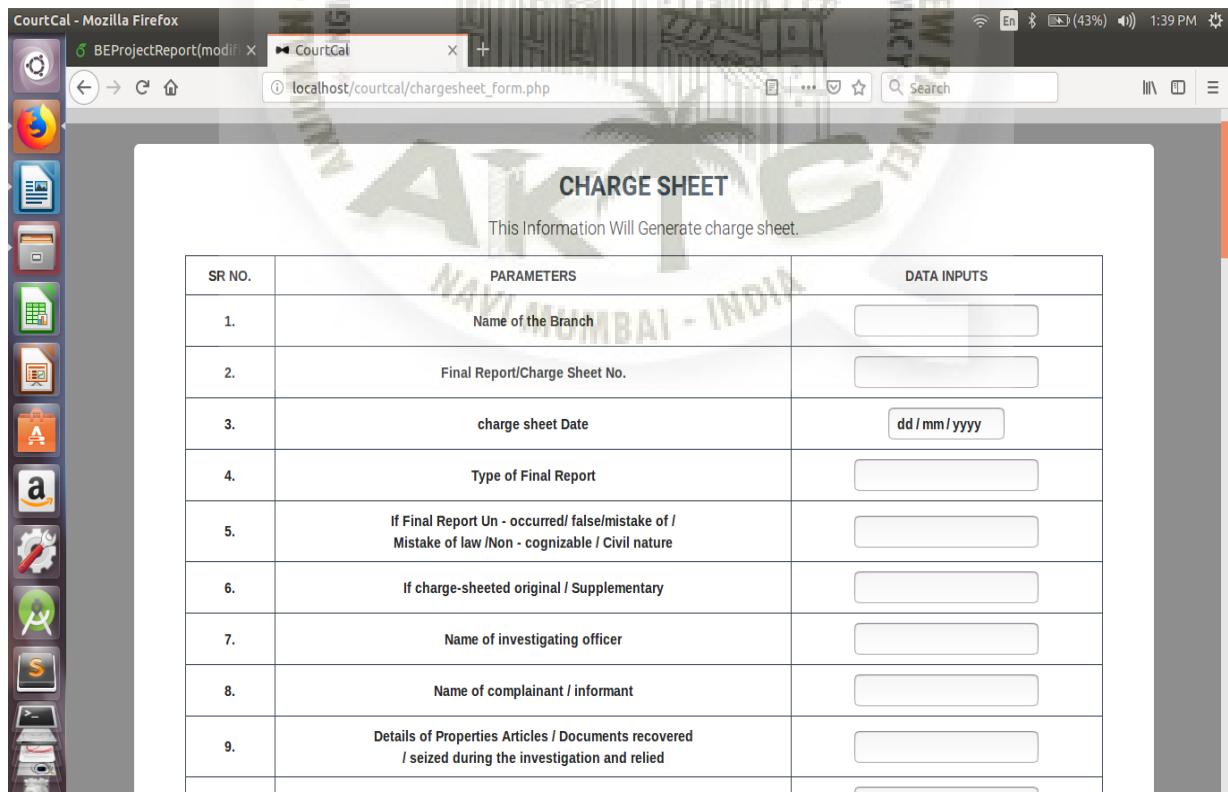 CourtCal - Mozilla Firefox
En (43%) 1:39 PM
BEProjectReport(modifi × CourtCal × +
localhost/courtcal/chargesheet_form.php
Search
CHARGE SHEET
This Information Will Generate charge sheet.
SR NO. PARAMETERS DATA INPUTS
1. Name of the Branch
2. Final Report/Charge Sheet No.
3. charge sheet Date dd / mm / yyyy
4. Type of Final Report
5. If Final Report Un - occurred/ false/mistake of /
Mistake of law /Non - cognizable / Civil nature
6. If charge-sheeted original / Supplementary
7. Name of investigating officer
8. Name of complainant / informant
9. Details of Properties Articles / Documents recovered
/ seized during the investigation and relied
AKTC
NAVI MUMBAI - INDIA
NEW PANVEL